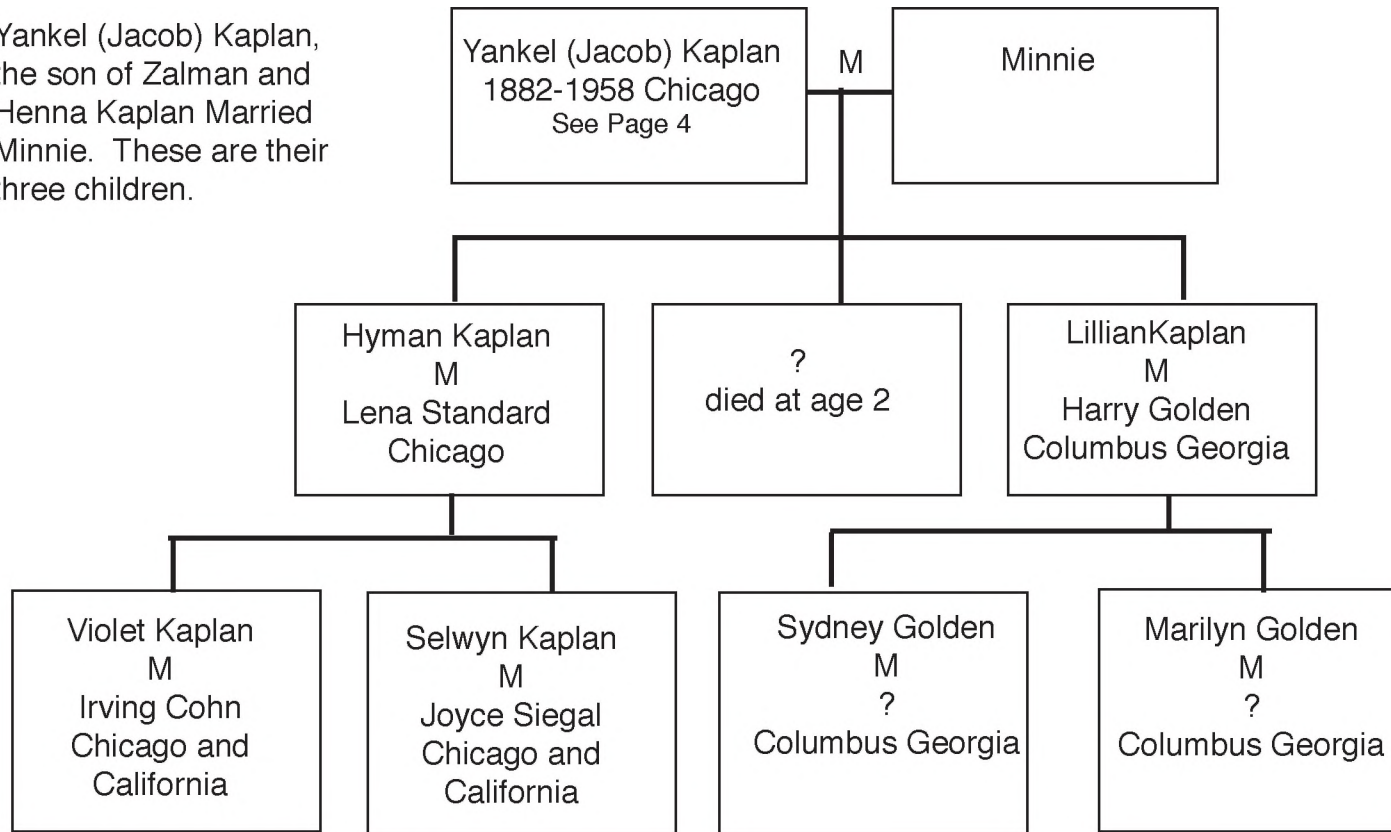 Yankel (Jacob) Kaplan,
the son of Zalman and
Henna Kaplan Married
Minnie.  These are their
three children.
Yankel (Jacob) Kaplan
1882-1958 Chicago
See Page 4
M
Minnie
Hyman Kaplan
M
Lena Standard
Chicago
?
died at age 2
LillianKaplan
M
Harry Golden
Columbus Georgia
Violet Kaplan
M
Irving Cohn
Chicago and
California
Selwyn Kaplan
M
Joyce Siegal
Chicago and
California
Sydney Golden
M
?
Columbus Georgia
Marilyn Golden
M
?
Columbus Georgia